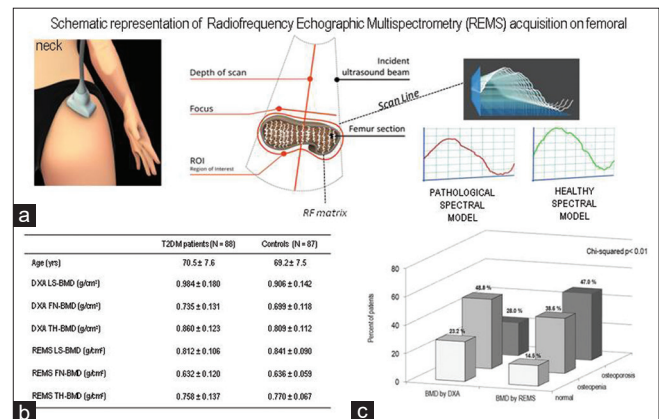 Schematic representation of Radiofrequency Echographic Multispectrometry (REMS) acquisition on femoral
neck
Depth of scan
Incident
ultrasound beam
Focus
Scan Line
Femur section
ROI
Region of Interest
RF matrix
PATHOLOGICAL
SPECTRAL
MODEL
HEALTHY
SPECTRAL
MODEL
a
T2DM patients (N = 88) Controls (N = 87)
Age (yrs) 70.5± 7.6 69.2± 7.5
DXA LS-BMD (g/cm²) 0.984 ± 0.180 0.906 ± 0.142
DXA FN-BMD (g/cm²) 0.735 ± 0.131 0.699 ± 0.118
DXA TH-BMD (g/cm²) 0.860 ± 0.123 0.809 ± 0.112
REMS LS-BMD (g/cm²) 0.812 ± 0.106 0.841 ± 0.090
REMS FN-BMD (g/cm²) 0.632 ± 0.120 0.636 ± 0.059
REMS TH-BMD (g/cm²) 0.758 ± 0.137 0.770 ± 0.067
b
Chi-squared p< 0.01
Percent of patients
80
60
40
20
0
23.2 %
48.8 %
28.0 %
14.5 %
38.6 %
47.0 %
BMD by DXA
BMD by REMS
normal
osteopenia
osteoporosis
c